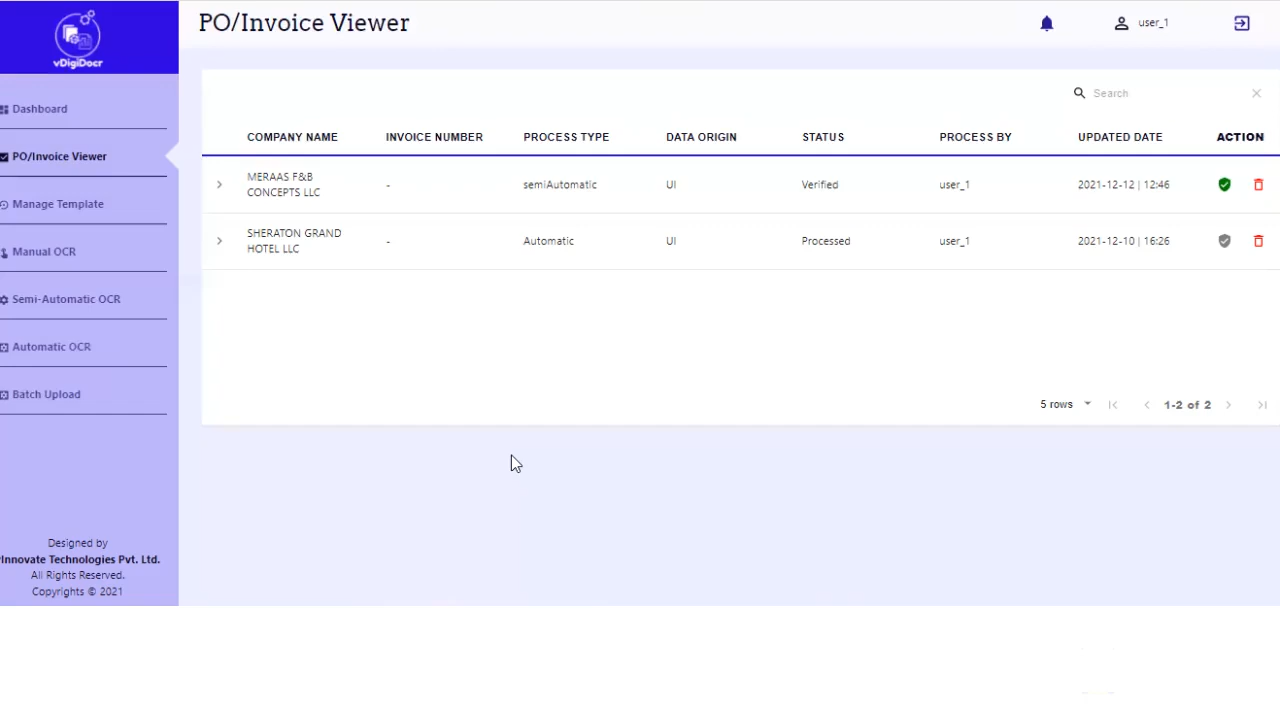 vDigiDocr
PO/Invoice Viewer
user_1
Dashboard
PO/Invoice Viewer
Manage Template
Manual OCR
Semi-Automatic OCR
Automatic OCR
Batch Upload
Designed by
Innovate Technologies Pvt. Ltd.
All Rights Reserved.
Copyrights © 2021
Search
COMPANY NAME INVOICE NUMBER PROCESS TYPE DATA ORIGIN STATUS PROCESS BY UPDATED DATE ACTION
MERAAS F&B
CONCEPTS LLC - semiAutomatic UI Verified user_1 2021-12-12 | 12:46
SHERATON GRAND
HOTEL LLC - Automatic UI Processed user_1 2021-12-10 | 16:26
5 rows 1-2 of 2